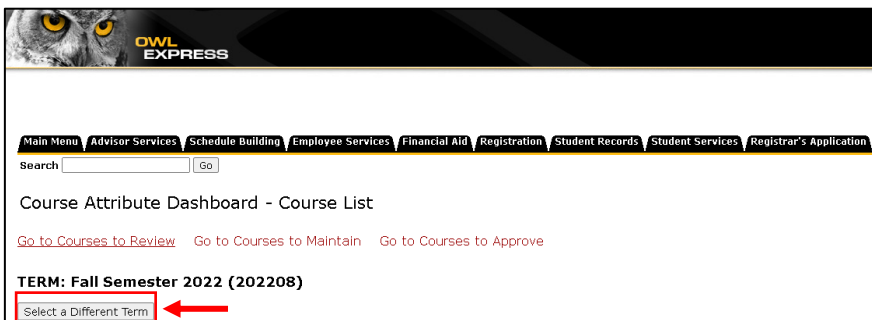 OWL
EXPRESS
Main Menu Advisor Services Schedule Building Employee Services Financial Aid Registration Student Records Student Services Registrar's Application
Search Go
Course Attribute Dashboard - Course List
Go to Courses to Review Go to Courses to Maintain Go to Courses to Approve
TERM: Fall Semester 2022 (202208)
Select a Different Term